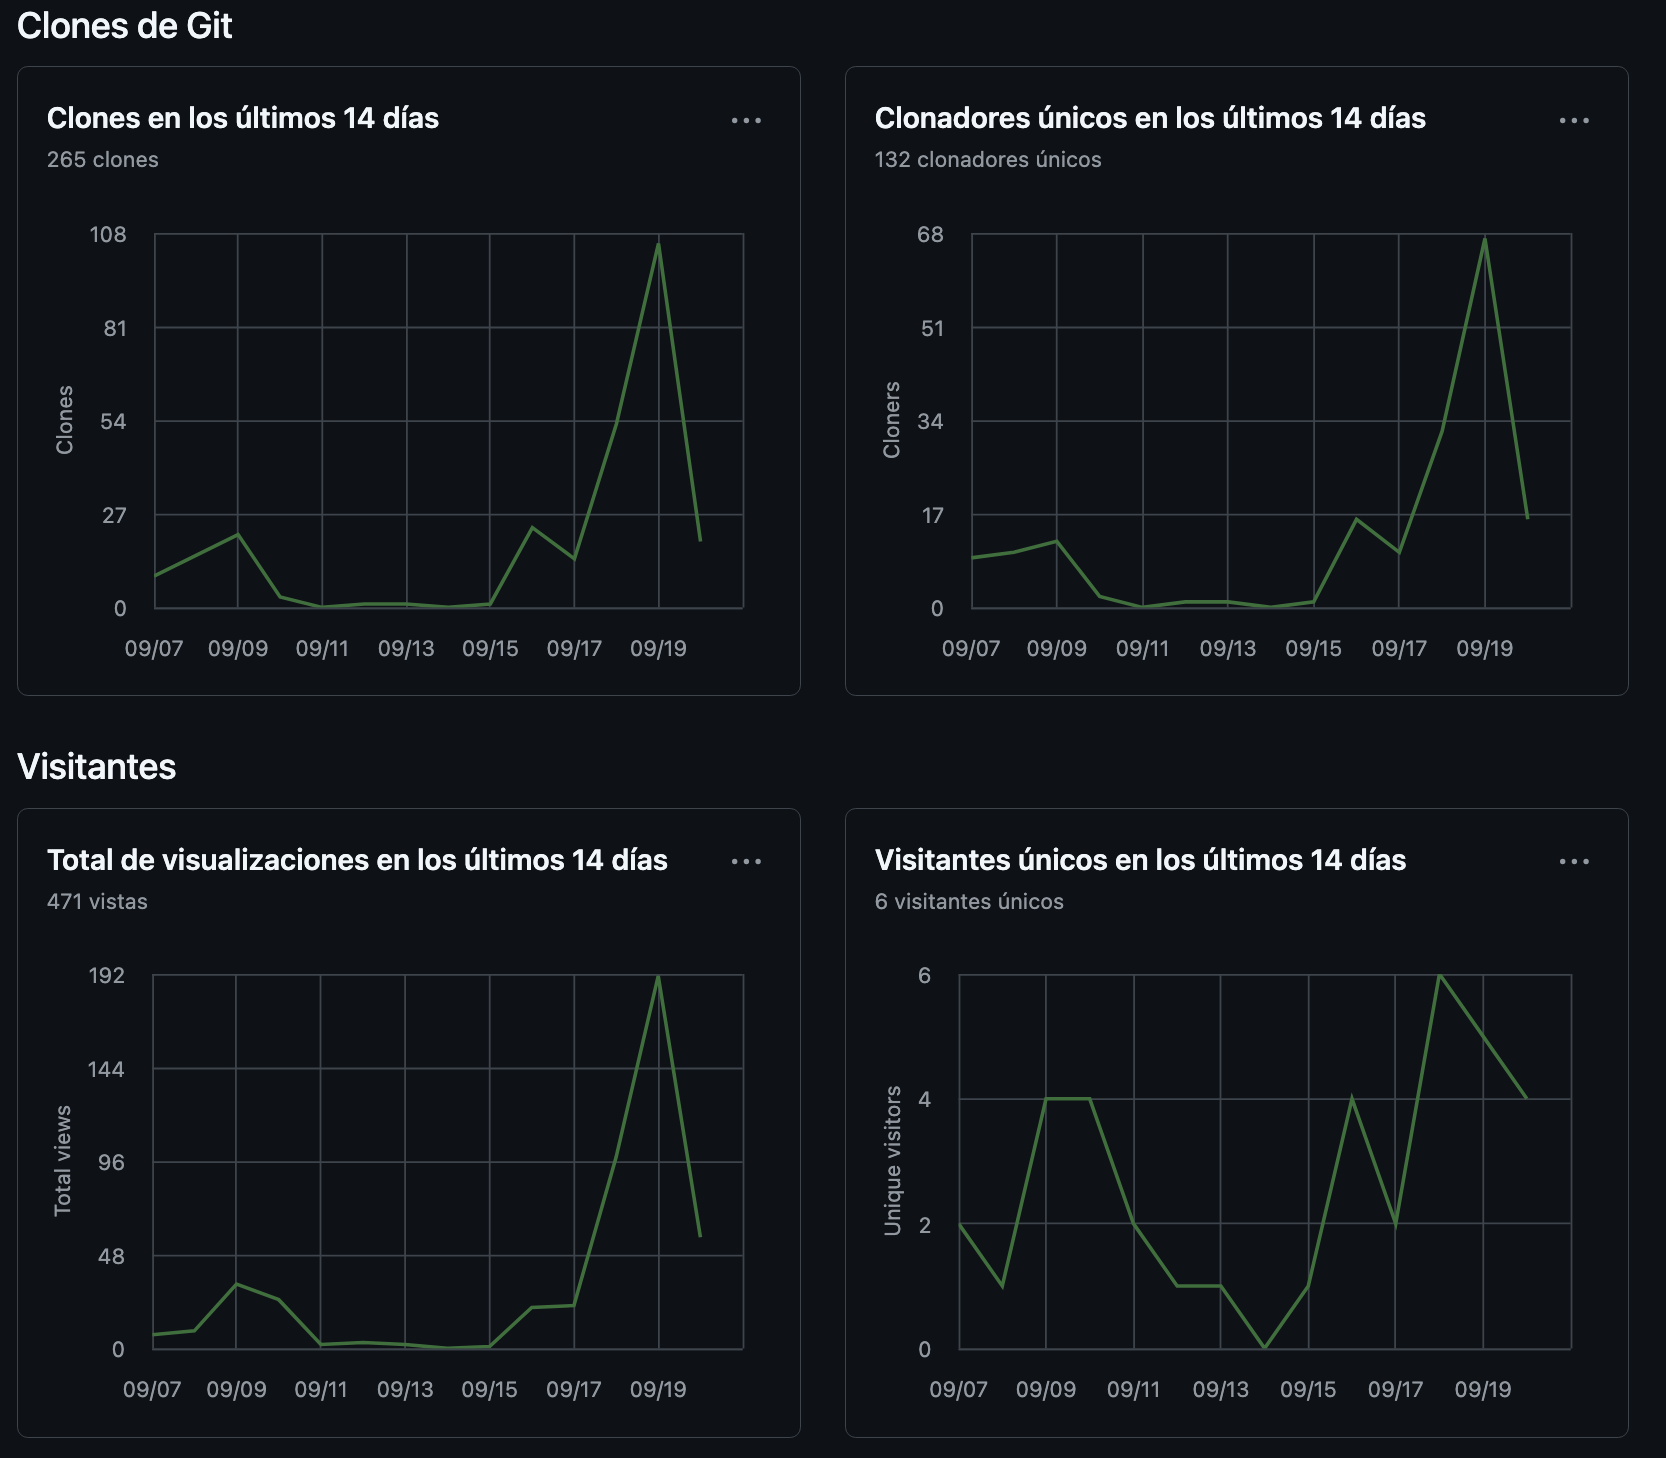 Clones de Git
Clones en los últimos 14 días
265 clones
108
81
54
27
0
Clones
09/07 09/09 09/11 09/13 09/15 09/17 09/19
Clonadores únicos en los últimos 14 días
132 clonadores únicos
68
51
34
17
0
Cloners
09/07 09/09 09/11 09/13 09/15 09/17 09/19
Visitantes
Total de visualizaciones en los últimos 14 días
471 vistas
192
144
96
48
0
Total views
09/07 09/09 09/11 09/13 09/15 09/17 09/19
Visitantes únicos en los últimos 14 días
6 visitantes únicos
6
4
2
0
Unique visitors
09/07 09/09 09/11 09/13 09/15 09/17 09/19